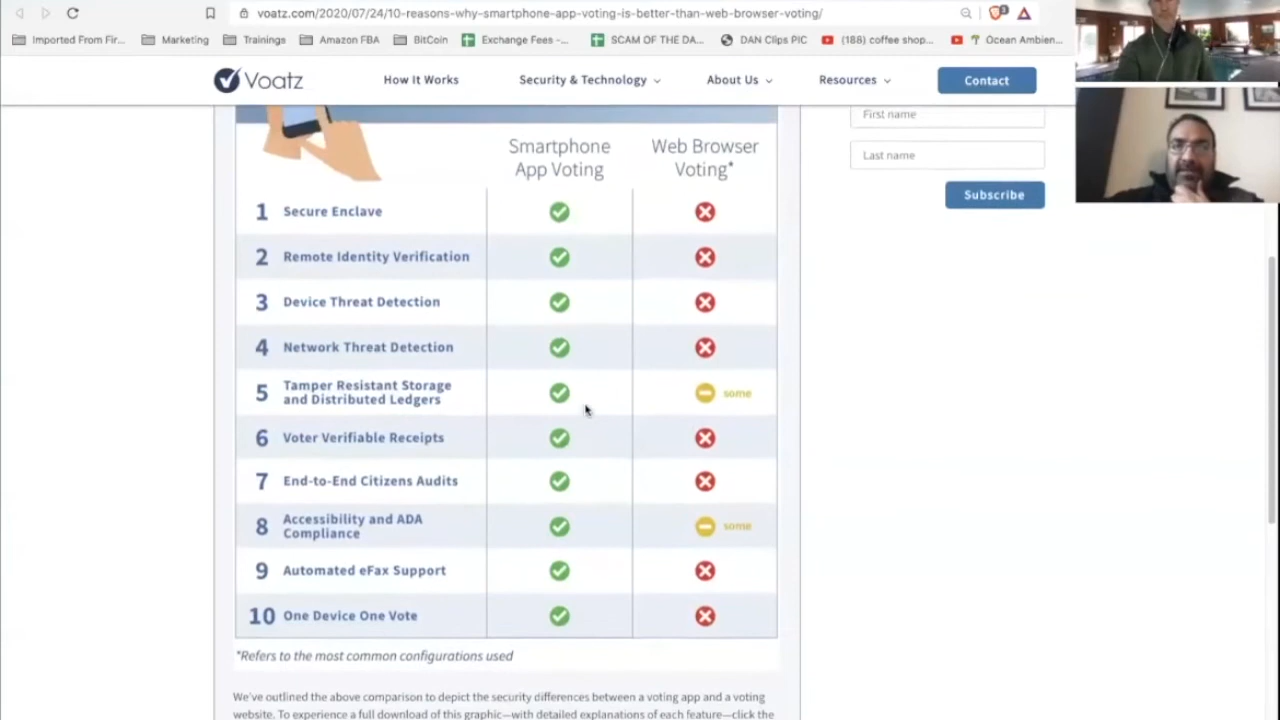 voatz.com/2020/07/24/10-reasons-why-smartphone-app-voting-is-better-than-web-browser-voting/
Imported From Fir... Marketing Trainings Amazon FBA BitCoin Exchange Fees -... SCAM OF THE DA... DAN Clips PIC (186) coffee shop... Ocean Ambien...
Voatz How It Works Security & Technology About Us Resources Contact
First name
Last name
Subscribe
Smartphone App Voting
Web Browser Voting*
1 Secure Enclave
2 Remote Identity Verification
3 Device Threat Detection
4 Network Threat Detection
5 Tamper Resistant Storage
and Distributed Ledgers
some
6 Voter Verifiable Receipts
7 End-to-End Citizens Audits
8 Accessibility and ADA
Compliance
some
9 Automated eFax Support
10 One Device One Vote
*Refers to the most common configurations used
We've outlined the above comparison to depict the security differences between a voting app and a voting
website. To experience a full download of this graphic—with detailed explanations of each feature—click the